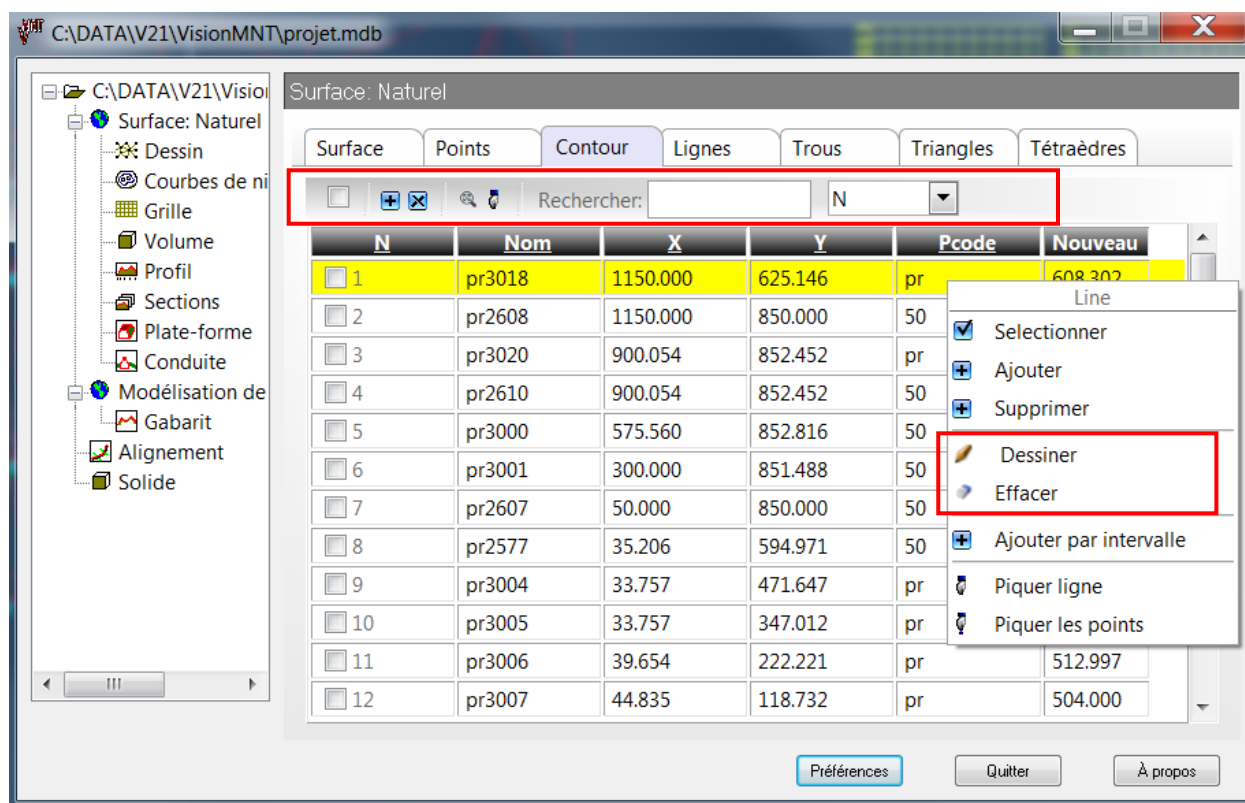 VMT C:\DATA\V21\VisionMNT\projet.mdb
C:\DATA\V21\Vision
Surface: Naturel
Dessin
Courbes de ni
Grille
Volume
Profil
Sections
Plate-forme
Conduite
Modélisation de
Gabarit
Alignement
Solide
Surface: Naturel
Surface Points Contour Lignes Trous Triangles Tétraèdres
Rechercher: N
N Nom X Y Pcode Nouveau
1 pr3018 1150.000 625.146 pr 608.302
2 pr2608 1150.000 850.000 50
3 pr3020 900.054 852.452 pr
4 pr2610 900.054 852.452 50
5 pr3000 575.560 852.816 50
6 pr3001 300.000 851.488 50
7 pr2607 50.000 850.000 50
8 pr2577 35.206 594.971 50
9 pr3004 33.757 471.647 pr
10 pr3005 33.757 347.012 pr
11 pr3006 39.654 222.221 pr 512.997
12 pr3007 44.835 118.732 pr 504.000
Line
Selectionner
Ajouter
Supprimer
Dessiner
Effacer
Ajouter par intervalle
Piquer ligne
Piquer les points
Préférences Quitter À propos